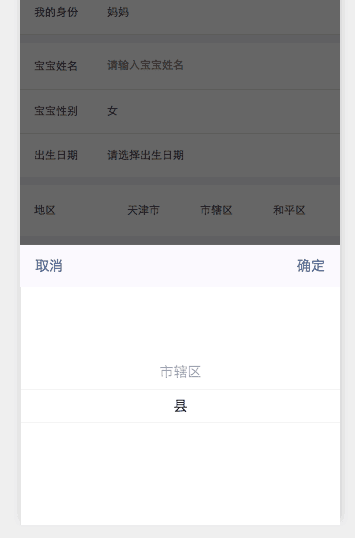 我的身份 妈妈
宝宝姓名 请输入宝宝姓名
宝宝性别 女
出生日期 请选择出生日期
地区 天津市 市辖区 和平区
取消 确定
市辖区
县